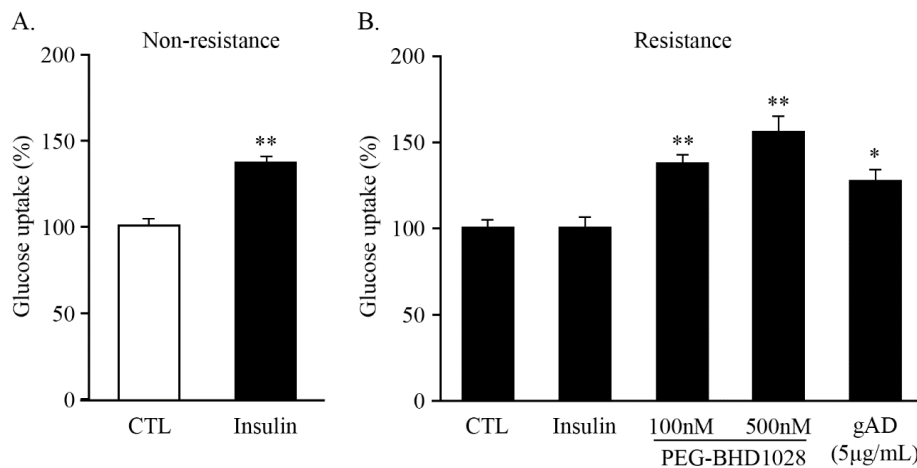 A.
Non-resistance
200
150
100
50
0
Glucose uptake (%)
**
CTL
Insulin
B.
Resistance
200
150
100
50
0
Glucose uptake (%)
**
**
*
CTL
Insulin
100nM
500nM
gAD
PEG-BHD1028
(5μg/mL)